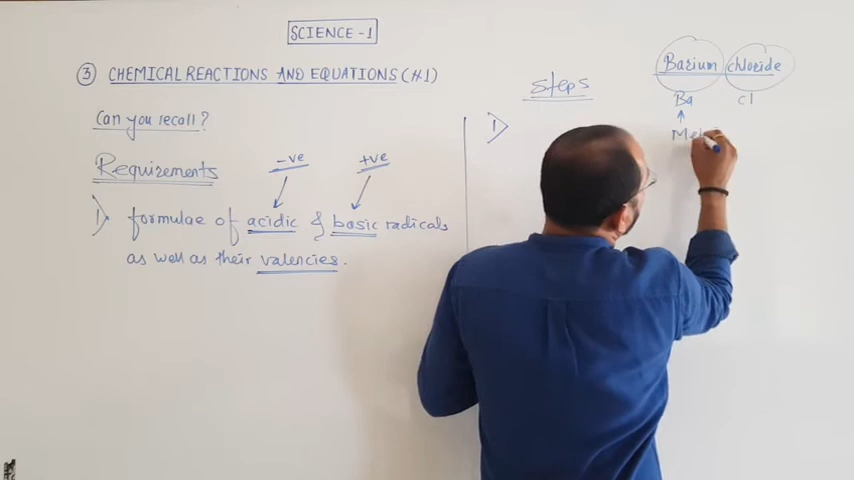 SCIENCE-1
3 CHEMICAL REACTIONS AND EQUATIONS (#1)
Can you recall?
Requirements
-ve +ve
1) formulae of acidic & basic radicals
as well as their valencies.
Steps
1)
Barium chloride
Ba cl